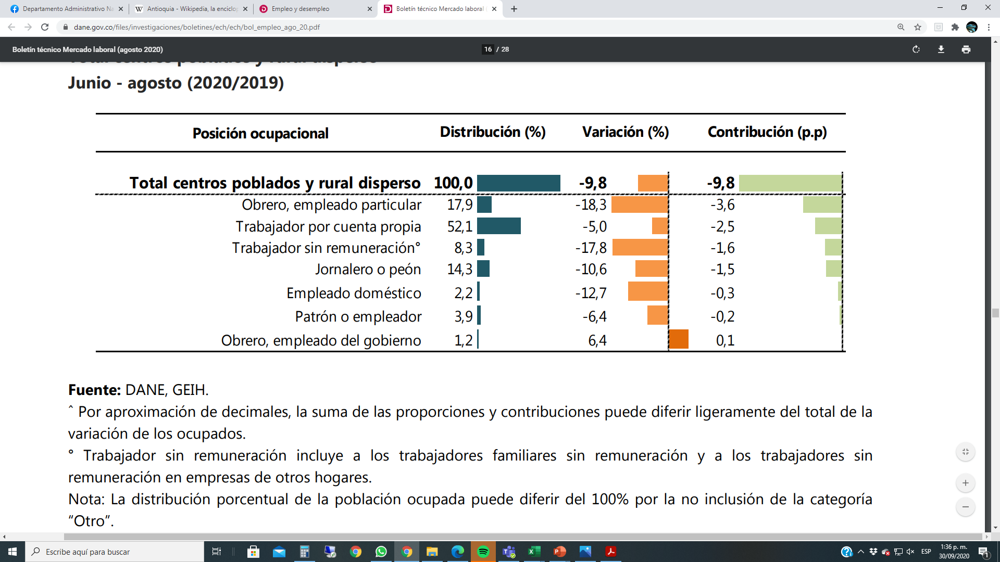 Departamento Administrativo Na
Antioquia - Wikipedia, la enciclop
Empleo y desempleo
Boletín técnico Mercado laboral (
dane.gov.co/files/investigaciones/boletines/ech/ech/bol_empleo_ago_20.pdf
Boletín técnico Mercado laboral (agosto 2020)
16 / 28
Total centros poblados y rural disperso
Junio - agosto (2020/2019)
Posición ocupacional Distribución (%) Variación (%) Contribución (p.p)
Total centros poblados y rural disperso 100,0 -9,8 -9,8
Obrero, empleado particular 17,9 -18,3 -3,6
Trabajador por cuenta propia 52,1 -5,0 -2,5
Trabajador sin remuneración° 8,3 -17,8 -1,6
Jornalero o peón 14,3 -10,6 -1,5
Empleado doméstico 2,2 -12,7 -0,3
Patrón o empleador 3,9 -6,4 -0,2
Obrero, empleado del gobierno 1,2 6,4 0,1
Fuente: DANE, GEIH.
ˆ Por aproximación de decimales, la suma de las proporciones y contribuciones puede diferir ligeramente del total de la
variación de los ocupados.
° Trabajador sin remuneración incluye a los trabajadores familiares sin remuneración y a los trabajadores sin
remuneración en empresas de otros hogares.
Nota: La distribución porcentual de la población ocupada puede diferir del 100% por la no inclusión de la categoría
“Otro”.
Escribe aquí para buscar
ESP
1:36 p. m.
30/09/2020
1